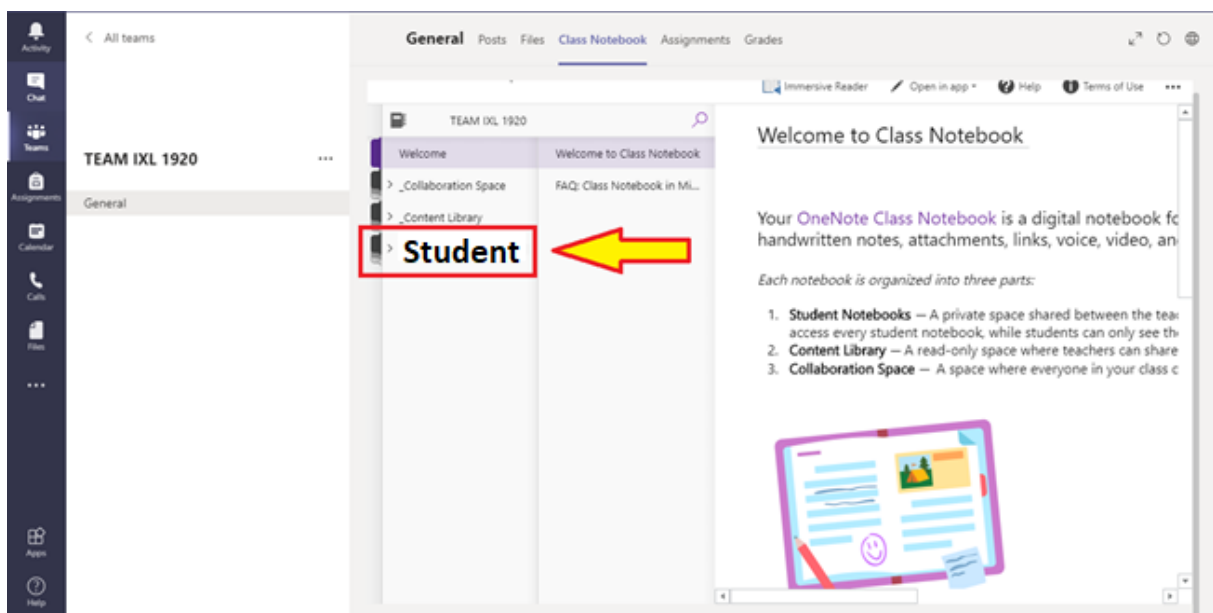 Activity
Chat
Teams
Assignments
Calendar
Calls
Files
...
Apps
Help
< All teams
TEAM IXL 1920 ...
General
General Posts Files Class Notebook Assignments Grades
Immersive Reader Open in app Help Terms of Use ...
TEAM IXL 1920
Welcome
> _Collaboration Space
> _Content Library
> Student
Welcome to Class Notebook
FAQ: Class Notebook in Mi...
Welcome to Class Notebook
Your OneNote Class Notebook is a digital notebook fo
handwritten notes, attachments, links, voice, video, an
Each notebook is organized into three parts:
1. Student Notebooks — A private space shared between the tea
access every student notebook, while students can only see th
2. Content Library — A read-only space where teachers can share
3. Collaboration Space — A space where everyone in your class c